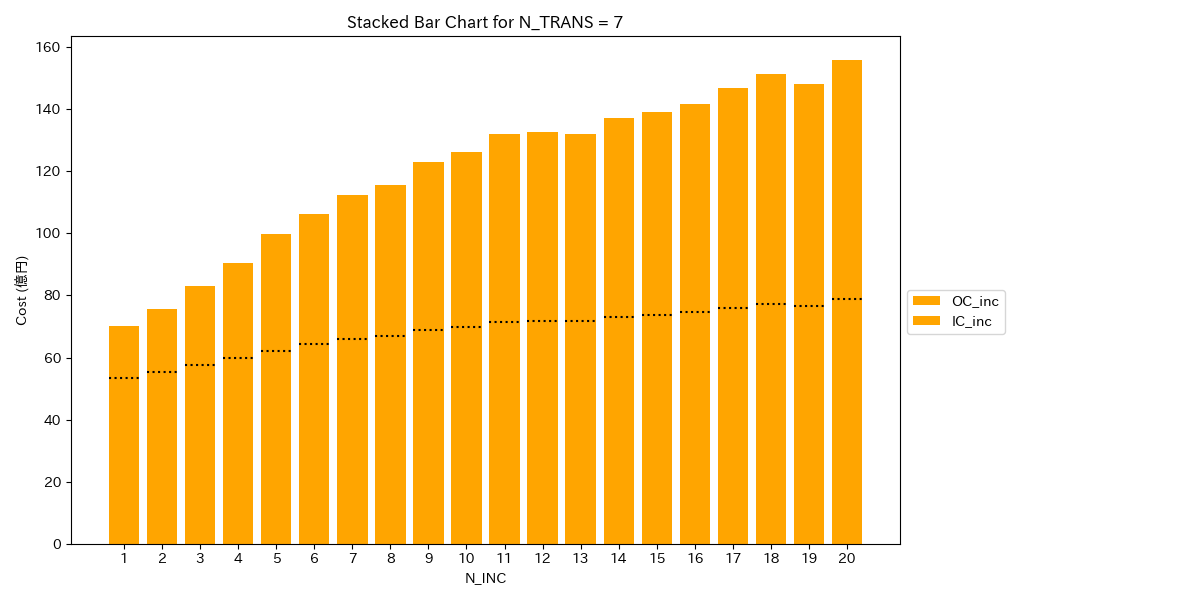 Stacked Bar Chart for N_TRANS = 7
160
140
120
100
80
60
40
20
0
Cost (億円)
1 2 3 4 5 6 7 8 9 10 11 12 13 14 15 16 17 18 19 20
N_INC
OC_inc
IC_inc